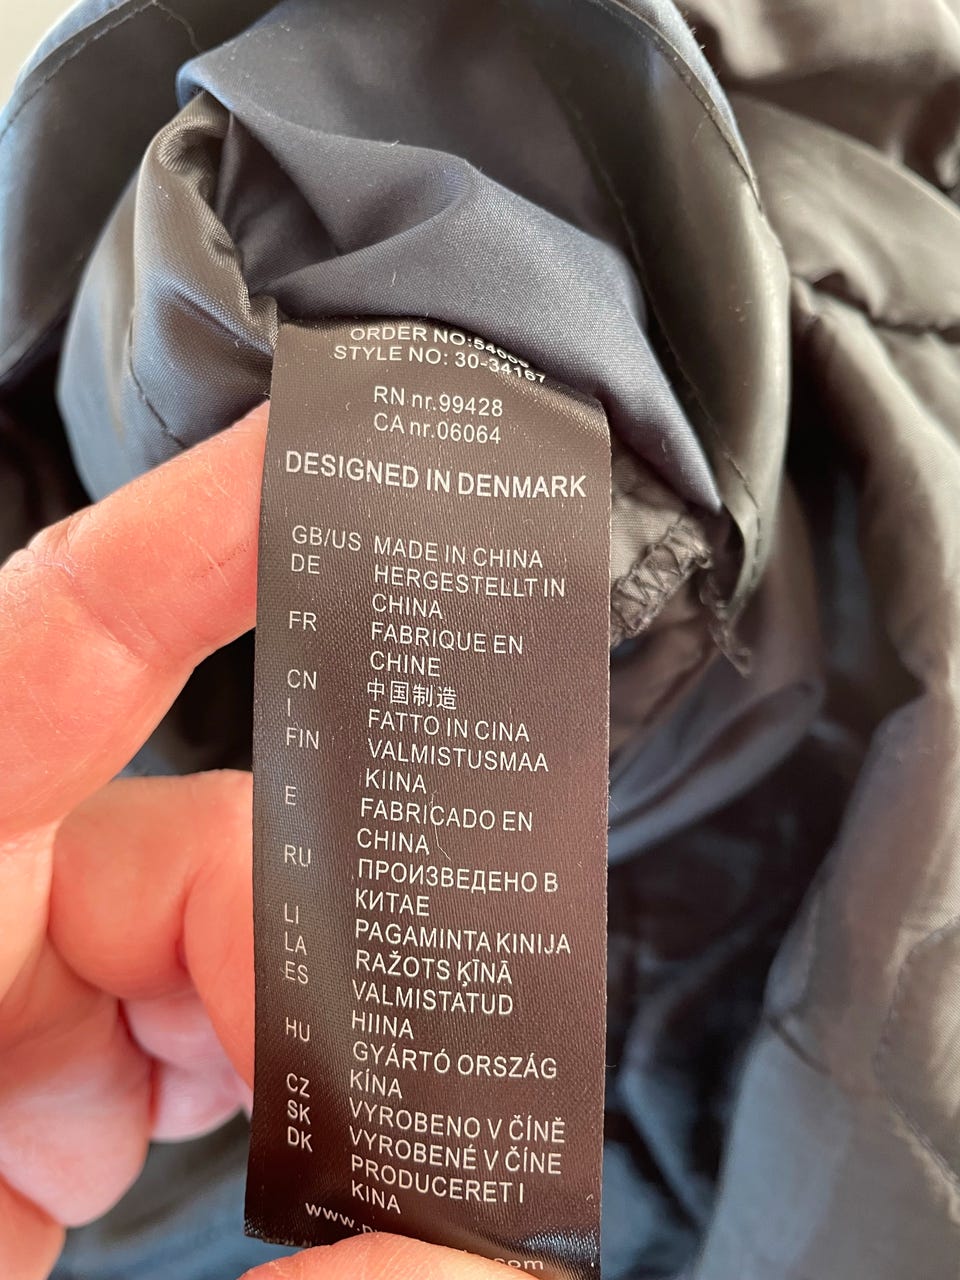 ORDER NO:
STYLE NO: 30-34167
RN nr.99428
CA nr.06064
DESIGNED IN DENMARK
GB/US MADE IN CHINA
DE HERGESTELLT IN
CHINA
FR FABRIQUE EN
CHINE
CN 中国制造
I FATTO IN CINA
FIN VALMISTUSMAA
KIINA
E FABRICADO EN
CHINA
RU ПРОИЗВЕДЕНО В
КИТАЕ
LI PAGAMINTA KINIJA
LA RAŽOTS ĶĪNĀ
ES VALMISTATUD
HIINA
HU GYÁRTÓ ORSZÁG
KÍNA
CZ VYROBENO V ČÍNĚ
SK VYROBENÉ V ČÍNE
DK PRODUCERET I
KINA